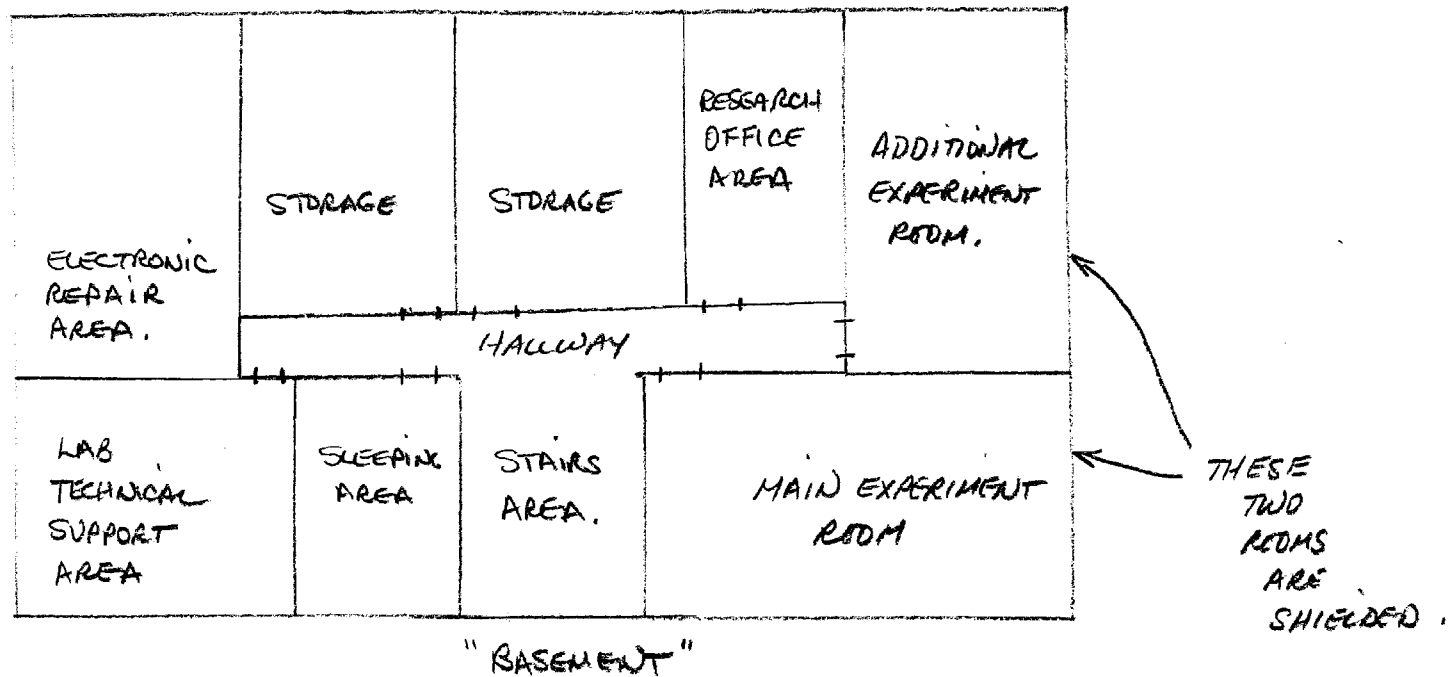 RESEARCH
OFFICE
AREA
ADDITIONAL
EXPERIMENT
ROOM.
STORAGE
STORAGE
ELECTRONIC
REPAIR
AREA.
HALLWAY
LAB
TECHNICAL
SUPPORT
AREA
SLEEPING
AREA
STAIRS
AREA.
MAIN EXPERIMENT
ROOM
THESE
TWO
ROOMS
ARE
SHIELDED.
"BASEMENT"